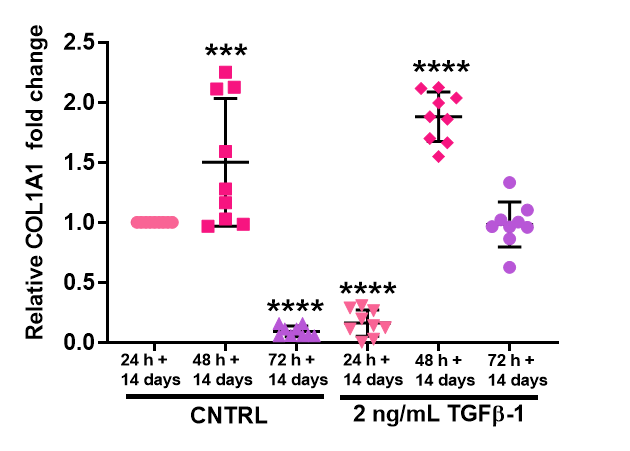 Relative COL1A1 fold change
2.5
2.0
1.5
1.0
0.5
0.0
***
****
****
****
24 h +
14 days
48 h +
14 days
72 h +
14 days
24 h +
14 days
48 h +
14 days
72 h +
14 days
CNTRL
2 ng/mL TGFβ-1